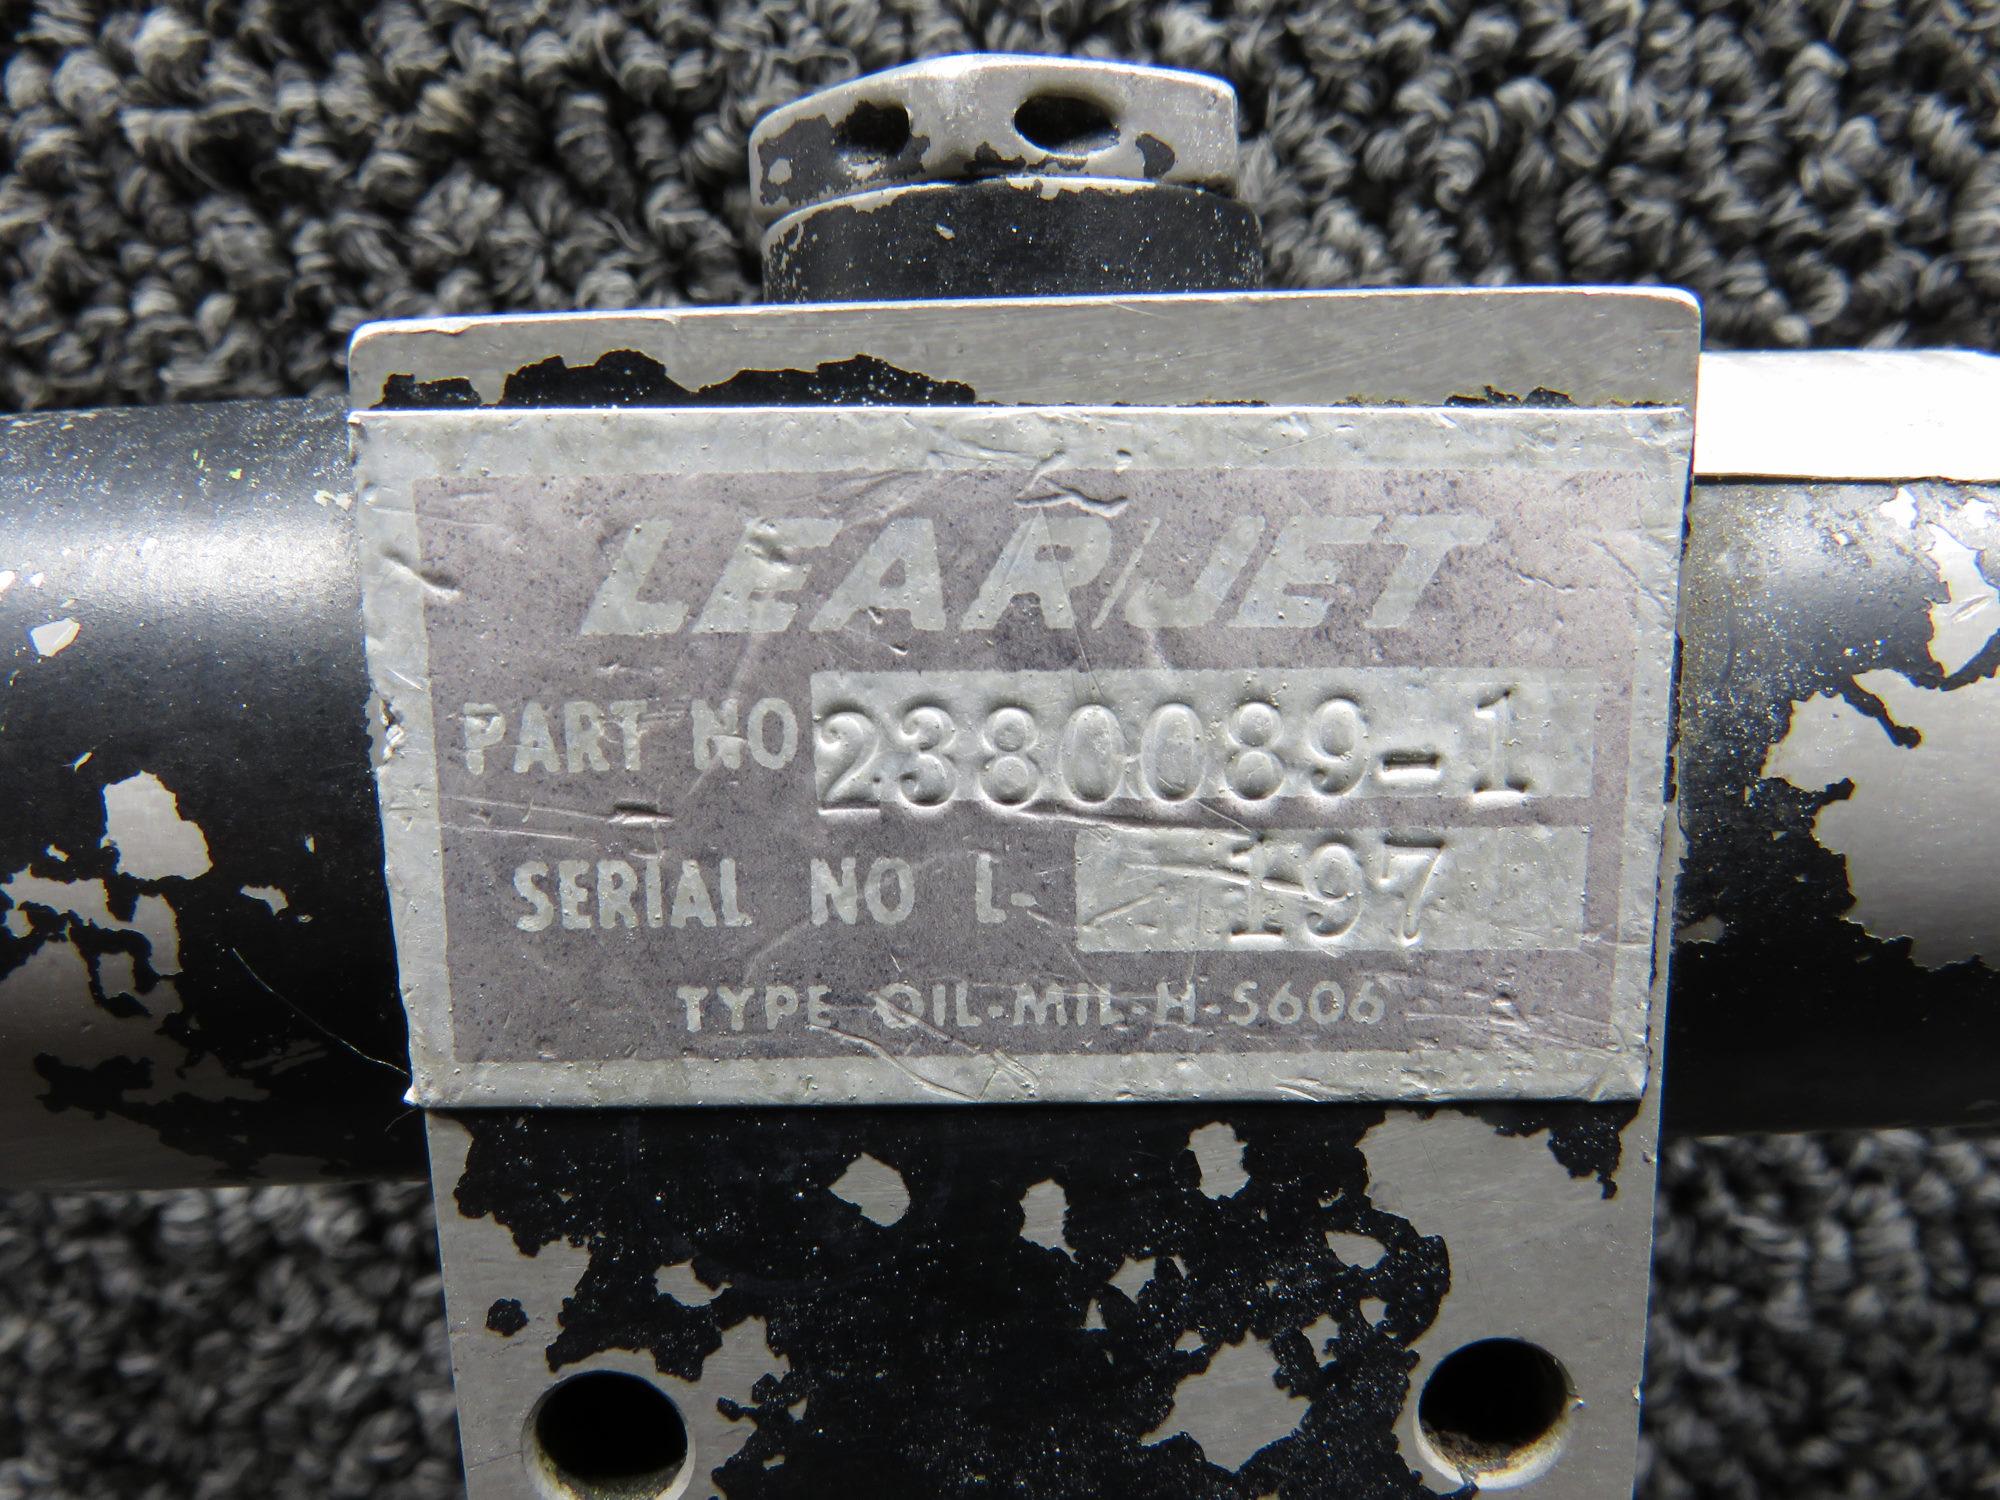 LEARJET
PART NO 2380089-1
SERIAL NO L- 197
TYPE OIL-MIL-H-5606